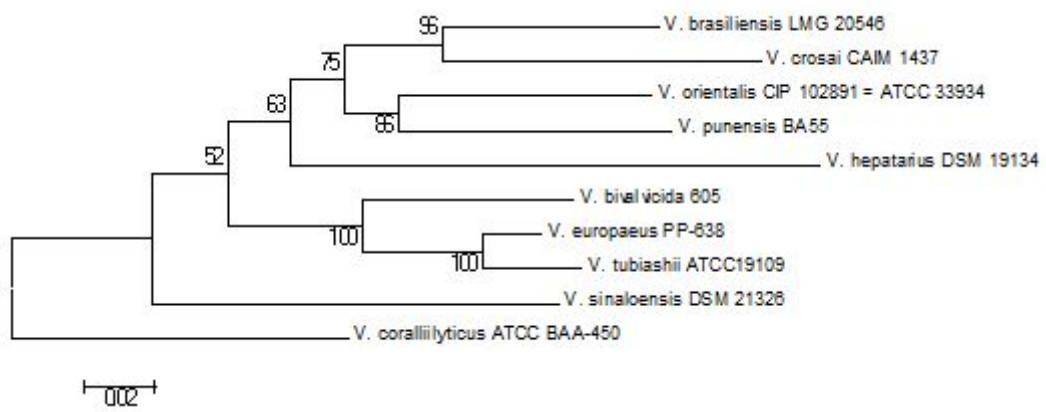 96
V. brasiliensis LMG 20546
75
V. crosai CAIM 1437
63
V. orientalis CIP 102891 = ATCC 33934
86
V. punensis BA55
52
V. hepatarius DSM 19134
V. bivalvicida 605
100
V. europaeus PP-638
100
V. tubiashii ATCC19109
V. sinaloensis DSM 21326
V. coralliilyticus ATCC BAA-450
0.02